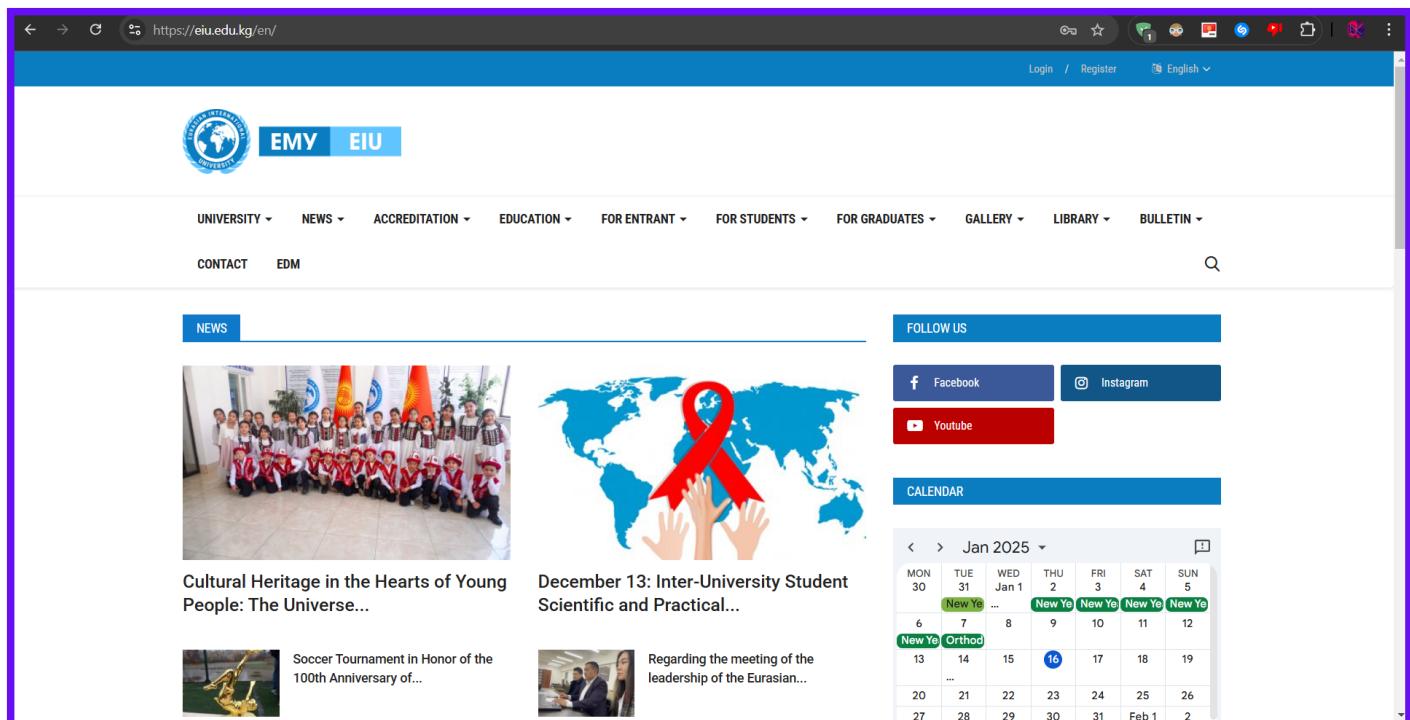 https://eiu.edu.kg/en/
1
Login / Register English
EURASIAN INTERNATIONAL
UNIVERSITY
ЕМУ EIU
UNIVERSITY NEWS ACCREDITATION EDUCATION FOR ENTRANT FOR STUDENTS FOR GRADUATES GALLERY LIBRARY BULLETIN
CONTACT EDM
NEWS
Cultural Heritage in the Hearts of Young
People: The Universe...
December 13: Inter-University Student
Scientific and Practical...
Soccer Tournament in Honor of the
100th Anniversary of...
Regarding the meeting of the
leadership of the Eurasian...
FOLLOW US
Facebook Instagram
Youtube
CALENDAR
Jan 2025
MON TUE WED THU FRI SAT SUN
30 31 Jan 1 2 3 4 5
New Ye ... New Ye New Ye New Ye New Ye
6 7 8 9 10 11 12
New Ye Orthod
13 14 15 16 17 18 19
...
20 21 22 23 24 25 26
27 28 29 30 31 Feb 1 2